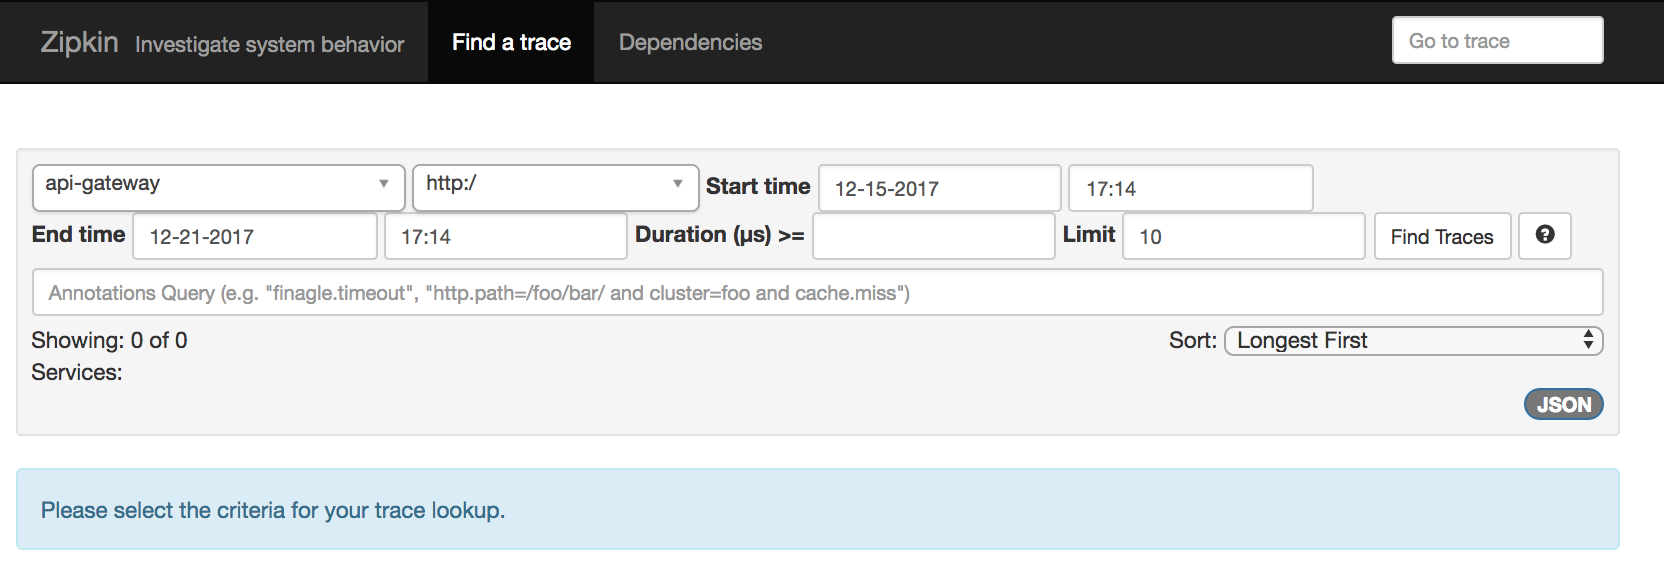 Zipkin Investigate system behavior Find a trace Dependencies Go to trace
api-gateway http:/ Start time 12-15-2017 17:14
End time 12-21-2017 17:14 Duration (µs) >= Limit 10 Find Traces ?
Annotations Query (e.g. "finagle.timeout", "http.path=/foo/bar/ and cluster=foo and cache.miss")
Showing: 0 of 0 Sort: Longest First
Services:
JSON
Please select the criteria for your trace lookup.